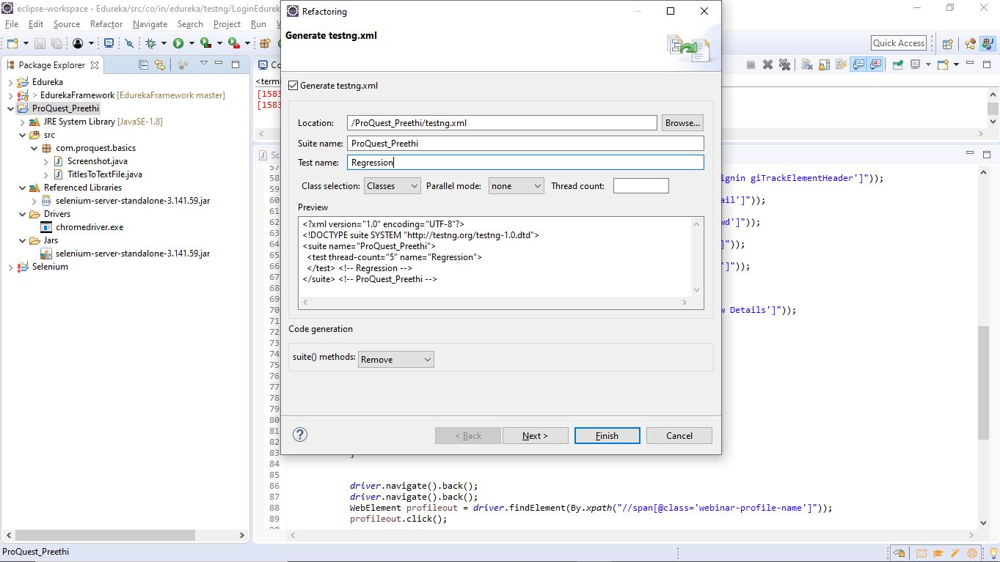 eclipse-workspace - Edureka/src/co/in/edureka/testng/LoginEdurek
File Edit Source Refactor Navigate Search Project Run
Quick Access
Package Explorer
Edureka
> EdurekaFramework [EdurekaFramework master]
ProQuest_Preethi
JRE System Library [JavaSE-1.8]
src
com.proquest.basics
Screenshot.java
TitlesToTextFile.java
Referenced Libraries
selenium-server-standalone-3.141.59.jar
Drivers
chromedriver.exe
Jars
selenium-server-standalone-3.141.59.jar
Selenium
ProQuest_Preethi
Refactoring
Generate testng.xml
Generate testng.xml
Location: /ProQuest_Preethi/testng.xml Browse...
Suite name: ProQuest_Preethi
Test name: Regression
Class selection: Classes Parallel mode: none Thread count:
Preview
<?xml version="1.0" encoding="UTF-8"?>
<!DOCTYPE suite SYSTEM "http://testng.org/testng-1.0.dtd">
<suite name="ProQuest_Preethi">
<test thread-count="5" name="Regression">
</test> <!-- Regression -->
</suite> <!-- ProQuest_Preethi -->
Code generation
suite() methods: Remove
< Back Next > Finish Cancel
Co
<term
[1583
[1583
Sc
57
58 ignin giTrackElementHeader']"));
59
60 ail']"));
61
62 wd']"));
63
64 ]"));
65
66 ']"));
67
68
69
70 w Details']"));
71
72
73
74
75
76
77
78
79
80
81
82
83 }
84
85
86 driver.navigate().back();
87 driver.navigate().back();
88 WebElement profileout = driver.findElement(By.xpath("//span[@class='webinar-profile-name']"));
89 profileout.click();